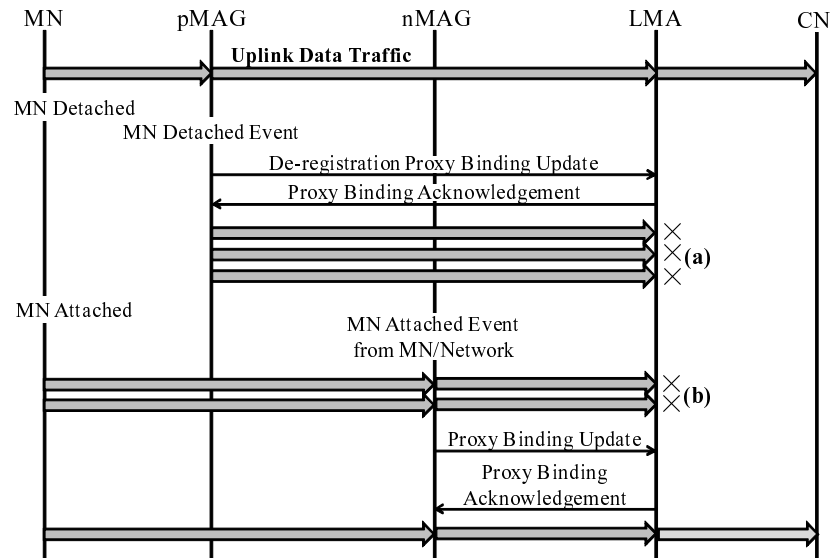 MN pMAG nMAG LMA CN
Uplink Data Traffic
MN Detached
MN Detached Event
De-registration Proxy Binding Update
Proxy Binding Acknowledgement
(a)
MN Attached
MN Attached Event
from MN/Network
(b)
Proxy Binding Update
Proxy Binding
Acknowledgement